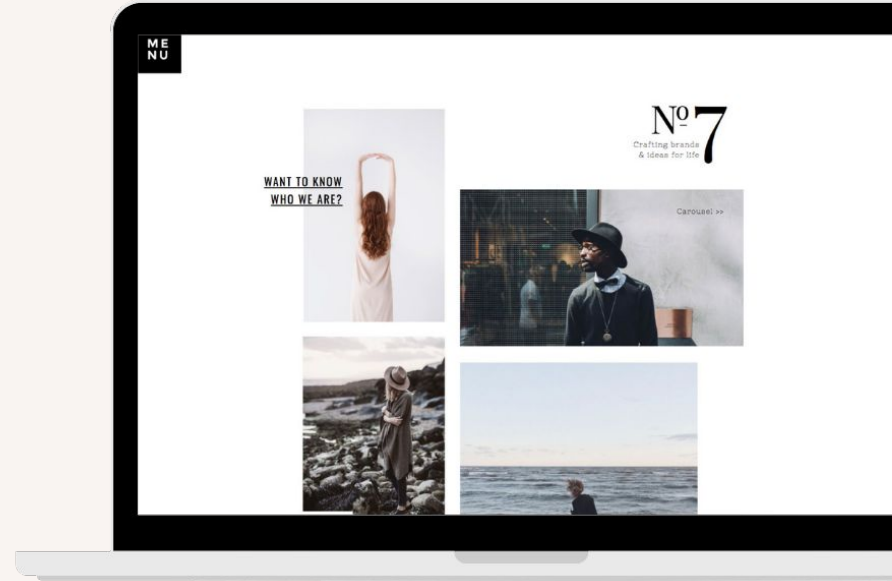 ME
NU
Nº7
Crafting brands
& ideas for life
WANT TO KNOW
WHO WE ARE?
Carousel >>